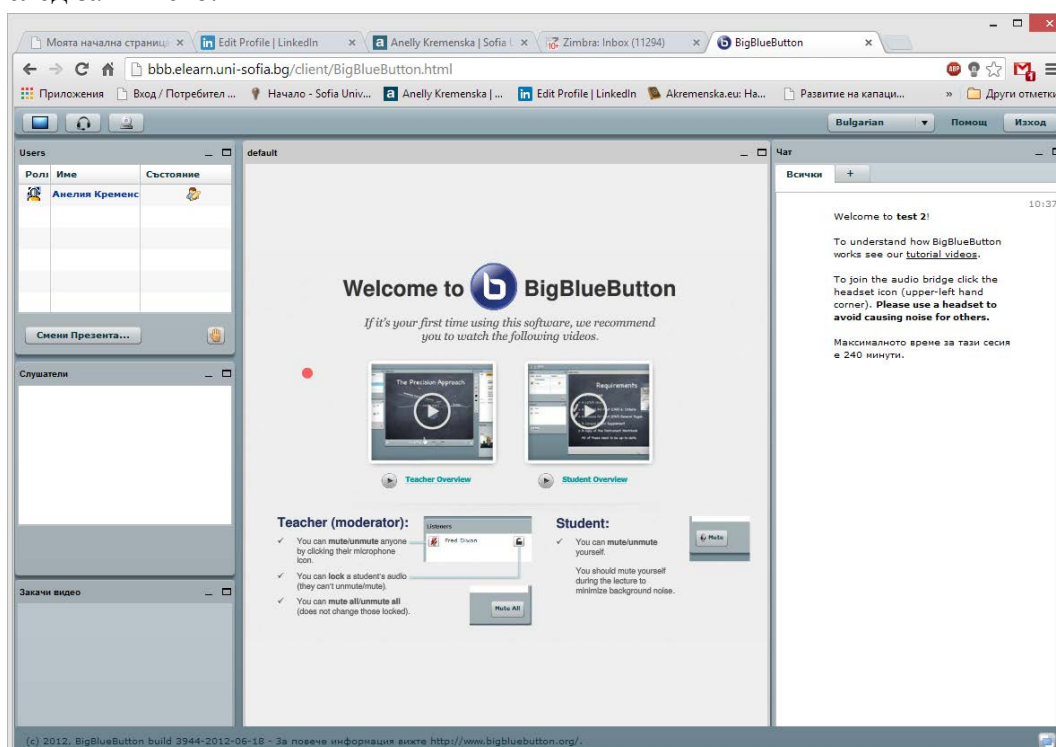 Моята начална страниц
Edit Profile | LinkedIn
Anelly Kremenska | Sofia
Zimbra: Inbox (11294)
BigBlueButton
bbb.elearn.uni-sofia.bg/client/BigBlueButton.html
ABP
1
Приложения
Вход / Потребител ...
Начало - Sofia Univ...
Anelly Kremenska | ...
Edit Profile | LinkedIn
Akremenska.eu: Ha...
Развитие на капаци...
»
Други отметки
Bulgarian
Помощ
Изход
Users
Роля
Име
Състояние
Анелия Кременс
Смени Презента...
Слушатели
Закачи видео
default
Welcome to BigBlueButton
If it's your first time using this software, we recommend
you to watch the following videos.
The Precision Approach
Requirements
Teacher Overview
Student Overview
Teacher (moderator):
You can mute/unmute anyone
by clicking their microphone
icon.
You can lock a student's audio
(they can't unmute/mute).
You can mute all/unmute all
(does not change those locked).
Listeners
Mute All
Student:
You can mute/unmute
yourself.
You should mute yourself
during the lecture to
minimize background noise.
Mute
Чат
Всички
+
10:37
Welcome to test 2!
To understand how BigBlueButton
works see our tutorial videos.
To join the audio bridge click the
headset icon (upper-left hand
corner). Please use a headset to
avoid causing noise for others.
Максималното време за тази сесия
е 240 минути.
(c) 2012, BigBlueButton build 3944-2012-06-18 - За повече информация вижте http://www.bigbluebutton.org/.